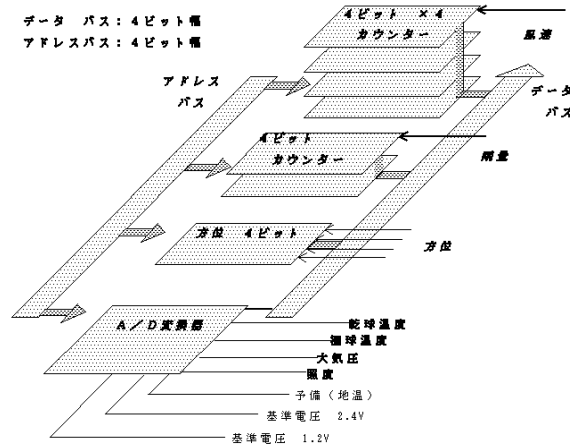 データ バス：４ビット幅
アドレスバス：４ビット幅
４ビット ×４
カウンター
風速
アドレス
バス
データ
バス
４ビット
カウンター
雨量
方位 ４ビット
方位
Ａ／Ｄ変換器
乾球温度
湿球温度
大気圧
照度
予備（地温）
基準電圧 2.4V
基準電圧 1.2V